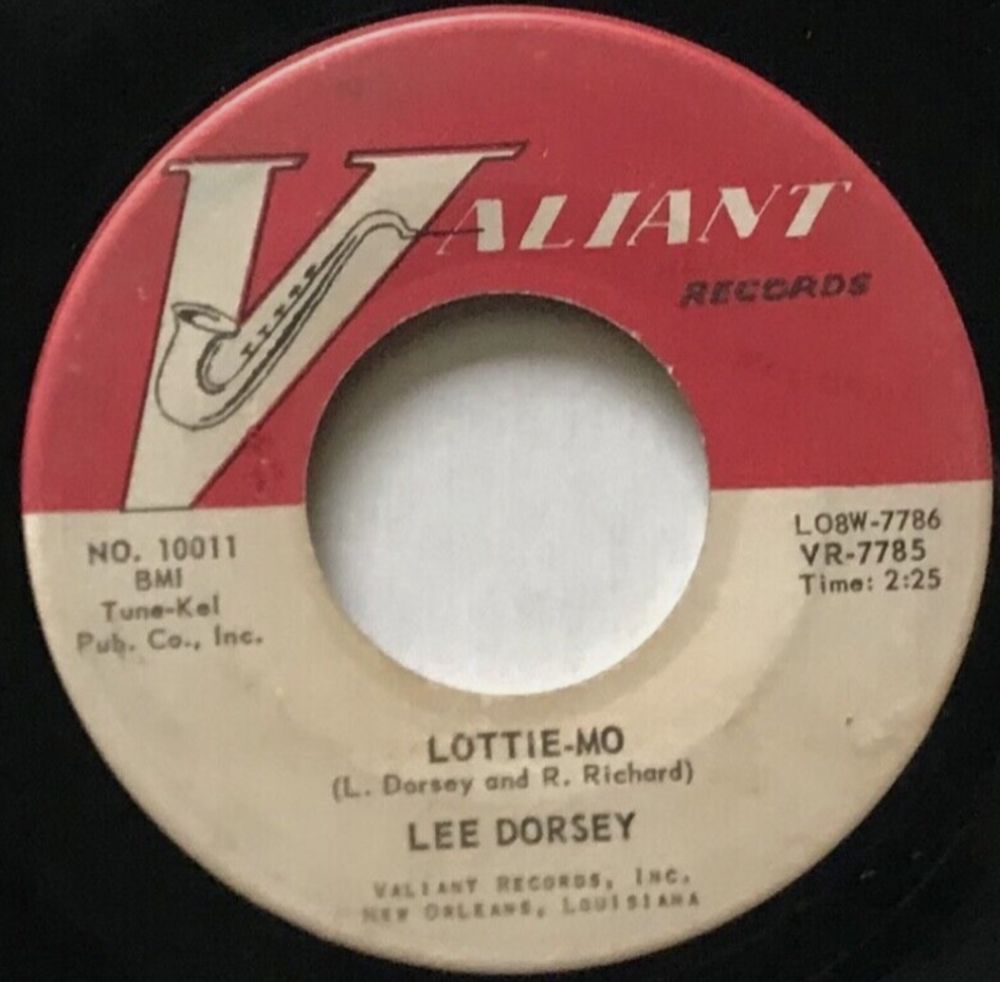 VALIANT
RECORDS
NO. 10011
BMI
Tune-Kel
Pub. Co., Inc.
LO8W-7786
VR-7785
Time: 2:25
LOTTIE-MO
(L. Dorsey and R. Richard)
LEE DORSEY
VALIANT RECORDS, INC.
NEW ORLEANS, LOUISIANA